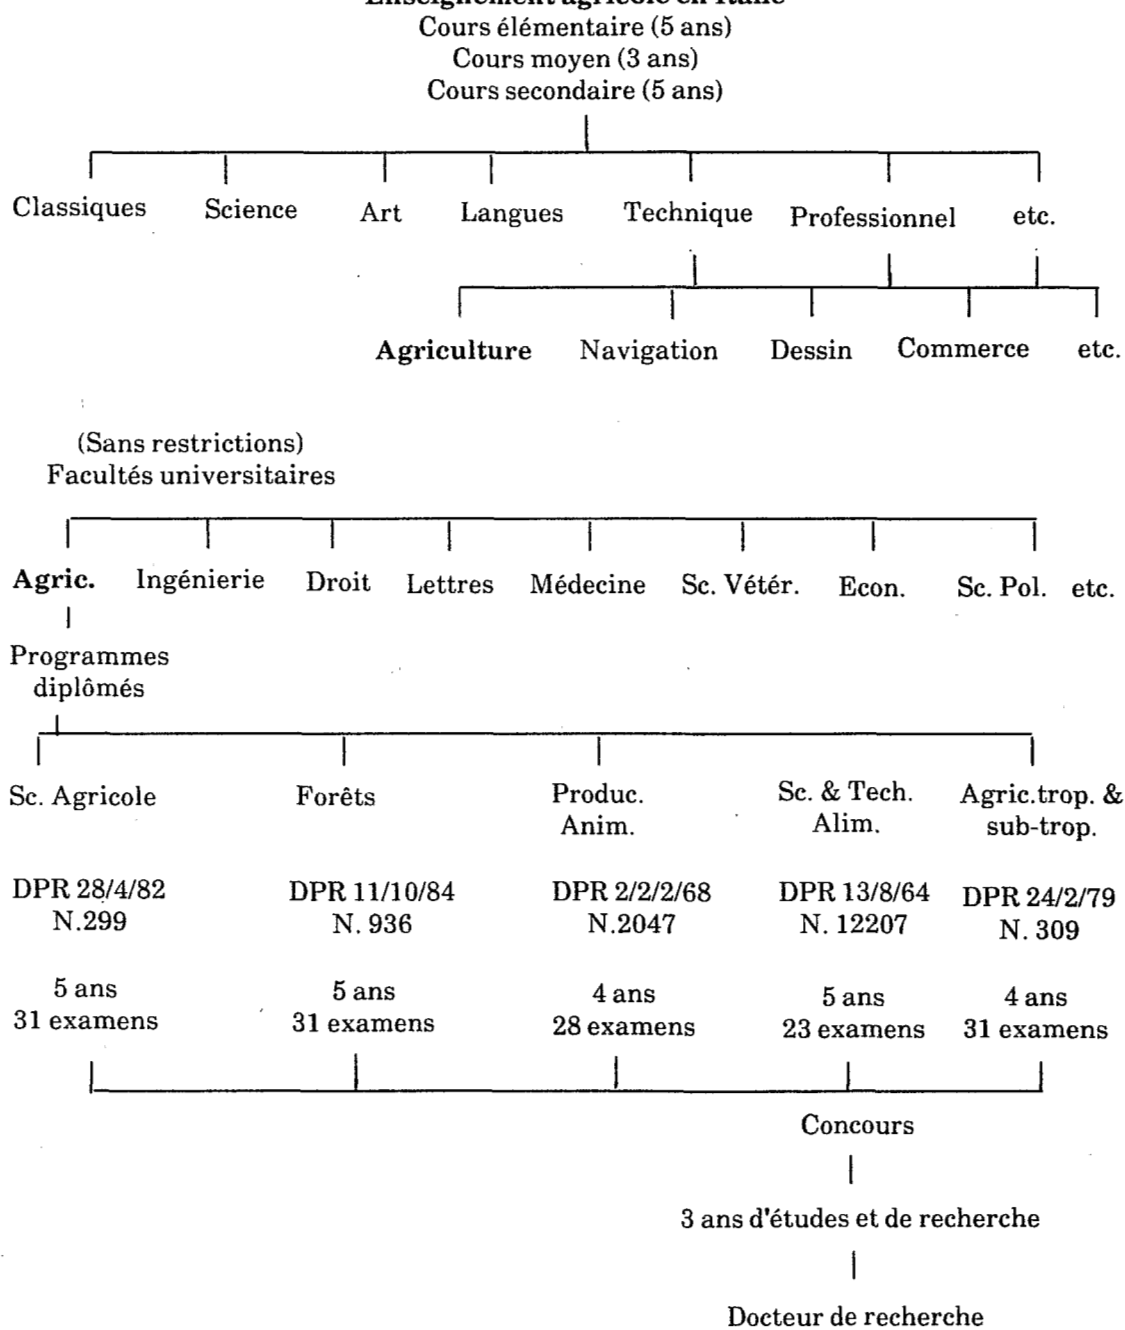 Enseignement agricole en Italie
Cours élémentaire (5 ans)
Cours moyen (3 ans)
Cours secondaire (5 ans)
Classiques Science Art Langues Technique Professionnel etc.
Agriculture Navigation Dessin Commerce etc.
(Sans restrictions)
Facultés universitaires
Agric. Ingénierie Droit Lettres Médecine Sc. Vétér. Econ. Sc. Pol. etc.
Programmes
diplômés
Sc. Agricole Forêts Produc. Sc. & Tech. Agric.trop. &
Anim. Alim. sub-trop.
DPR 28/4/82 DPR 11/10/84 DPR 2/2/2/68 DPR 13/8/64 DPR 24/2/79
N.299 N. 936 N.2047 N. 12207 N. 309
5 ans 5 ans 4 ans 5 ans 4 ans
31 examens 31 examens 28 examens 23 examens 31 examens
Concours
3 ans d'études et de recherche
Docteur de recherche